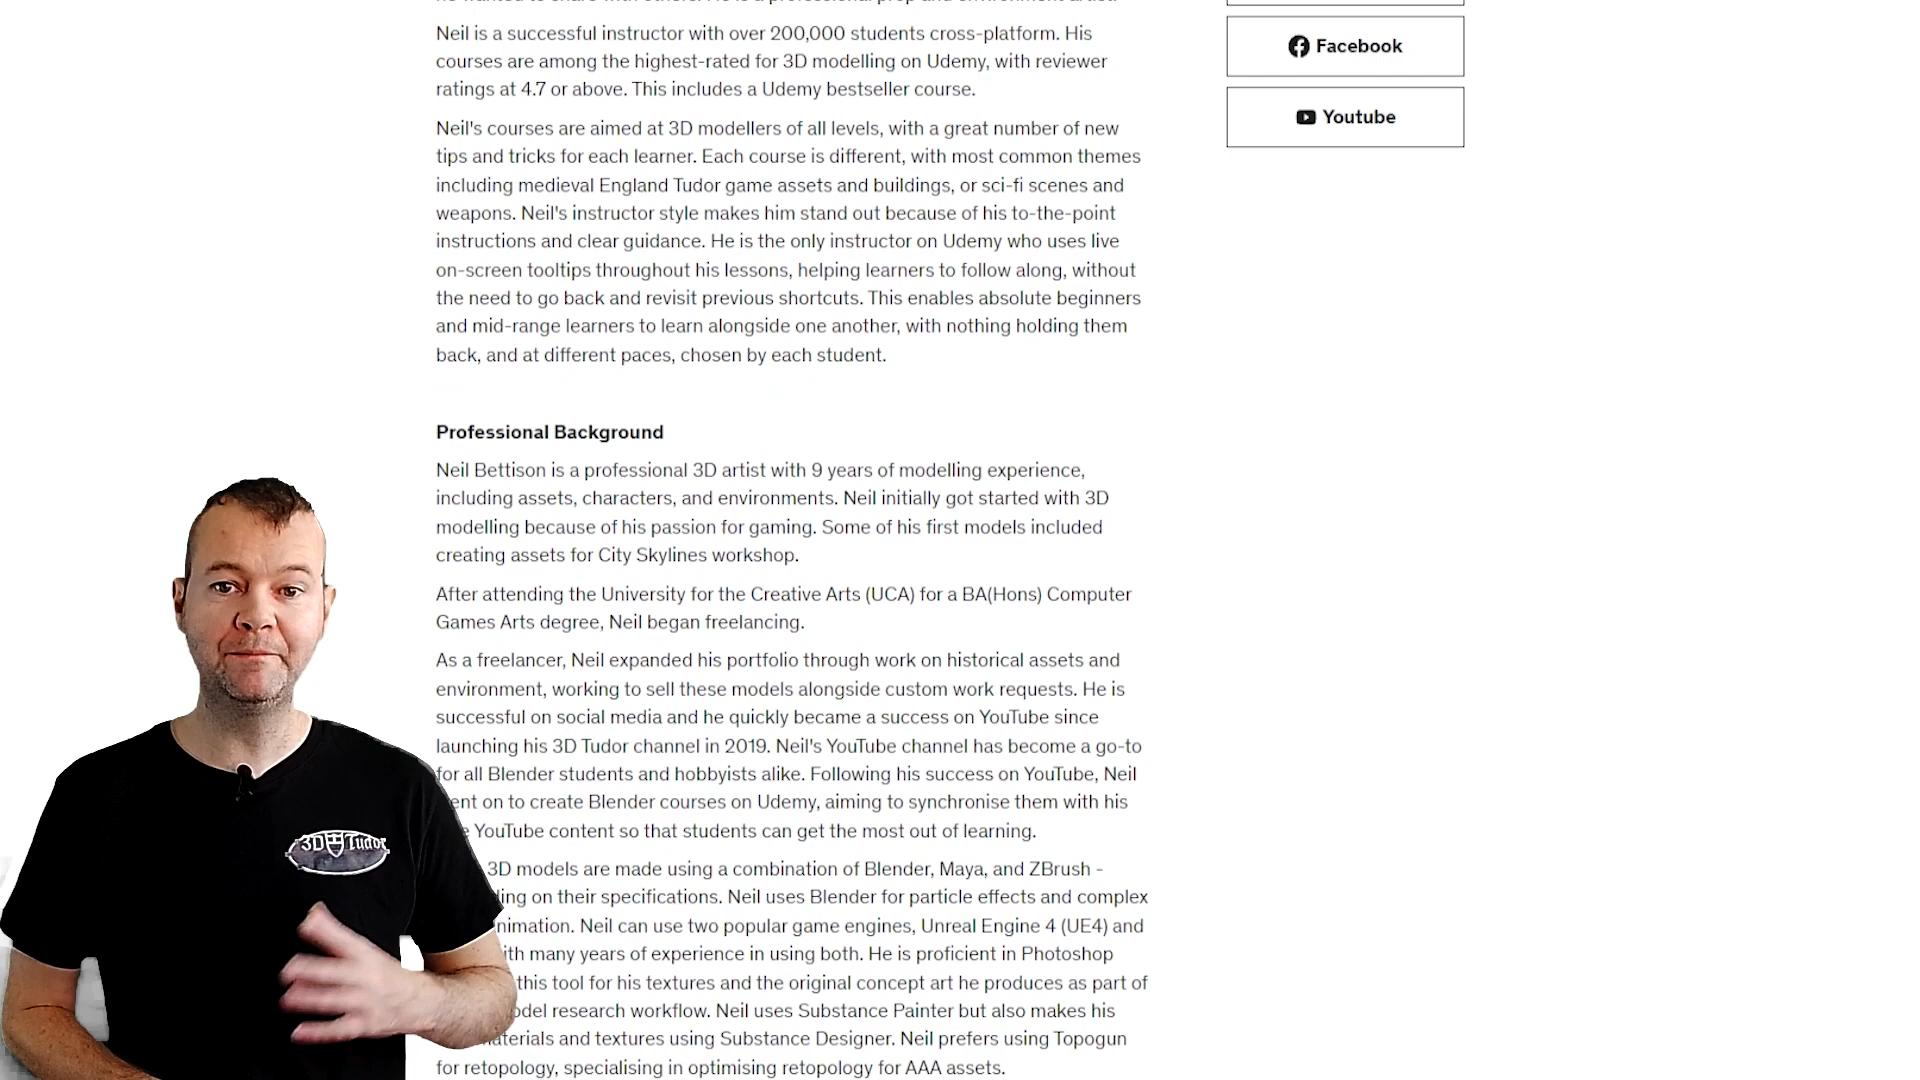 Neil is a successful instructor with over 200,000 students cross-platform. His
courses are among the highest-rated for 3D modelling on Udemy, with reviewer
ratings at 4.7 or above. This includes a Udemy bestseller course.
Neil's courses are aimed at 3D modellers of all levels, with a great number of new
tips and tricks for each learner. Each course is different, with most common themes
including medieval England Tudor game assets and buildings, or sci-fi scenes and
weapons. Neil's instructor style makes him stand out because of his to-the-point
instructions and clear guidance. He is the only instructor on Udemy who uses live
on-screen tooltips throughout his lessons, helping learners to follow along, without
the need to go back and revisit previous shortcuts. This enables absolute beginners
and mid-range learners to learn alongside one another, with nothing holding them
back, and at different paces, chosen by each student.
Professional Background
Neil Bettison is a professional 3D artist with 9 years of modelling experience,
including assets, characters, and environments. Neil initially got started with 3D
modelling because of his passion for gaming. Some of his first models included
creating assets for City Skylines workshop.
After attending the University for the Creative Arts (UCA) for a BA(Hons) Computer
Games Arts degree, Neil began freelancing.
As a freelancer, Neil expanded his portfolio through work on historical assets and
environment, working to sell these models alongside custom work requests. He is
successful on social media and he quickly became a success on YouTube since
launching his 3D Tudor channel in 2019. Neil's YouTube channel has become a go-to
for all Blender students and hobbyists alike. Following his success on YouTube, Neil
on to create Blender courses on Udemy, aiming to synchronise them with his
YouTube content so that students can get the most out of learning.
3D models are made using a combination of Blender, Maya, and ZBrush -
on their specifications. Neil uses Blender for particle effects and complex
Neil can use two popular game engines, Unreal Engine 4 (UE4) and
many years of experience in using both. He is proficient in Photoshop
this tool for his textures and the original concept art he produces as part of
research workflow. Neil uses Substance Painter but also makes his
and textures using Substance Designer. Neil prefers using Topogun
for retopology, specialising in optimising retopology for AAA assets.
Facebook
Youtube
3D Tudor